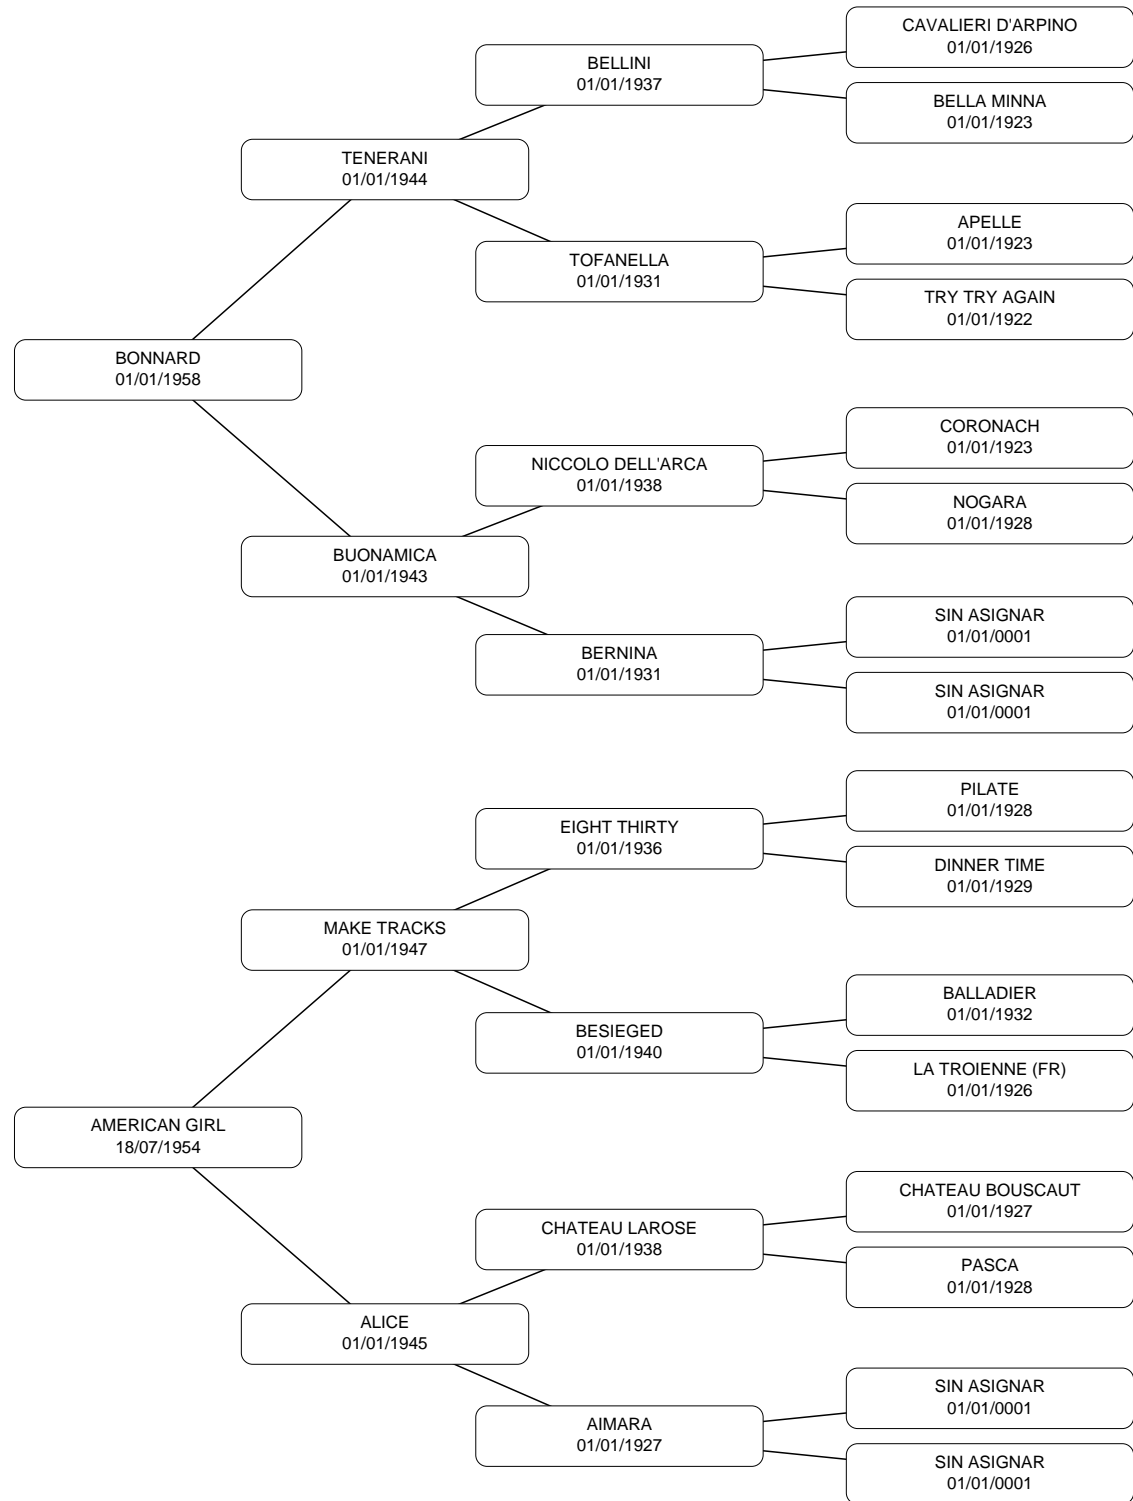 CAVALIERI D'ARPINO
01/01/1926
BELLINI
01/01/1937
BELLA MINNA
01/01/1923
TENERANI
01/01/1944
APELLE
01/01/1923
TOFANELLA
01/01/1931
TRY TRY AGAIN
01/01/1922
BONNARD
01/01/1958
CORONACH
01/01/1923
NICCOLO DELL'ARCA
01/01/1938
NOGARA
01/01/1928
BUONAMICA
01/01/1943
SIN ASIGNAR
01/01/0001
BERNINA
01/01/1931
SIN ASIGNAR
01/01/0001
PILATE
01/01/1928
EIGHT THIRTY
01/01/1936
DINNER TIME
01/01/1929
MAKE TRACKS
01/01/1947
BALLADIER
01/01/1932
BESIEGED
01/01/1940
LA TROIENNE (FR)
01/01/1926
AMERICAN GIRL
18/07/1954
CHATEAU BOUSCAUT
01/01/1927
CHATEAU LAROSE
01/01/1938
PASCA
01/01/1928
ALICE
01/01/1945
SIN ASIGNAR
01/01/0001
AIMARA
01/01/1927
SIN ASIGNAR
01/01/0001